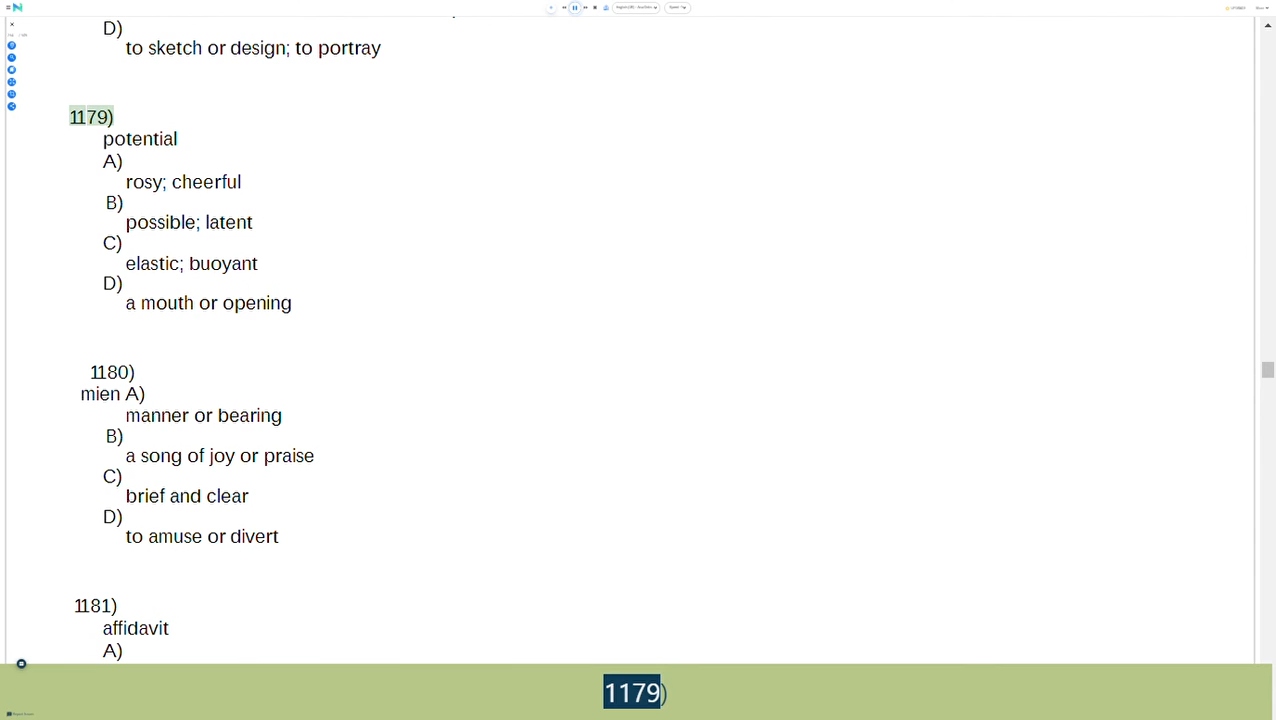 D)
to sketch or design; to portray
1179)
potential
A)
rosy; cheerful
B)
possible; latent
C)
elastic; buoyant
D)
a mouth or opening
1180)
mien A)
manner or bearing
B)
a song of joy or praise
C)
brief and clear
D)
to amuse or divert
1181)
affidavit
A)
1179)